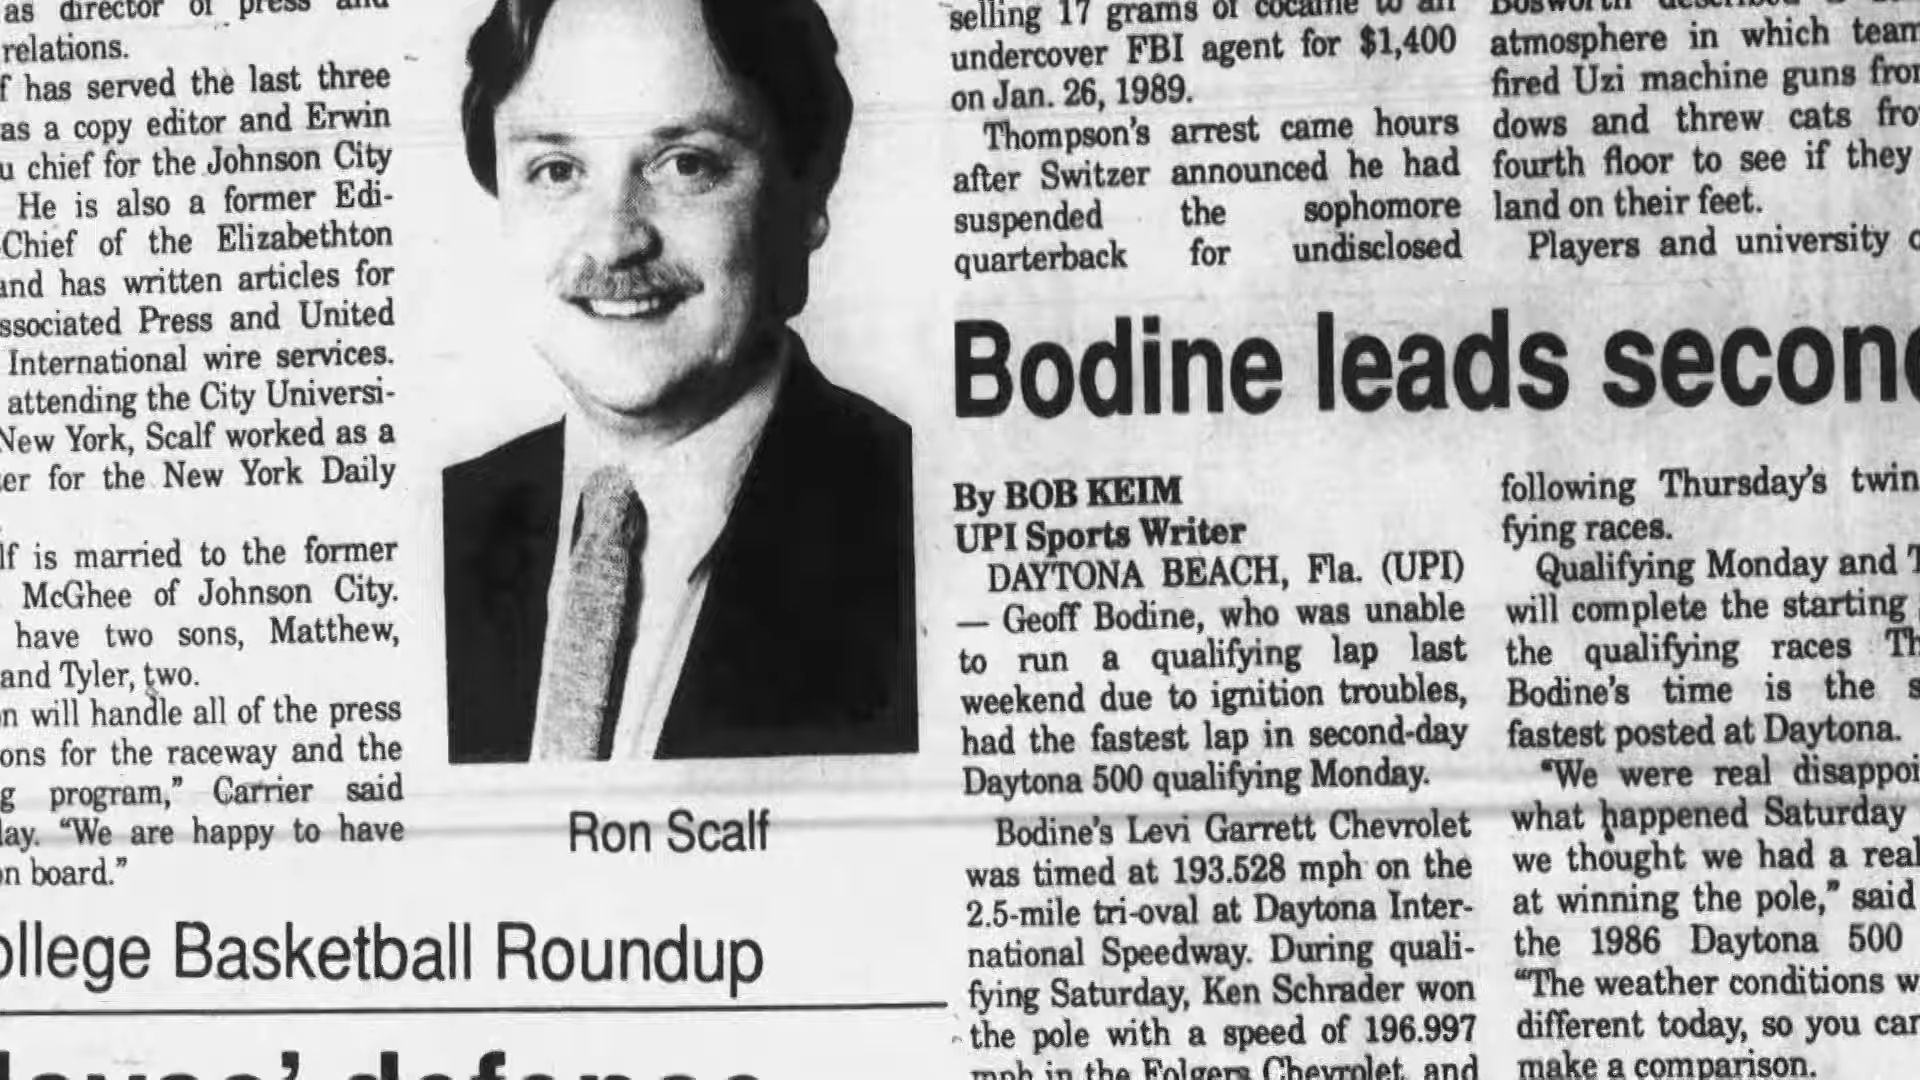 as director of press and
relations.
f has served the last three
as a copy editor and Erwin
u chief for the Johnson City
He is also a former Edi-
Chief of the Elizabethton
and has written articles for
ssociated Press and United
International wire services.
attending the City Universi-
New York, Scalf worked as a
er for the New York Daily
lf is married to the former
McGhee of Johnson City.
have two sons, Matthew,
and Tyler, two.
n will handle all of the press
ons for the raceway and the
g program," Carrier said
lay. "We are happy to have
on board."
Ron Scalf
ollege Basketball Roundup
defense
selling 17 grams of cocaine to an
undercover FBI agent for $1,400
on Jan. 26, 1989.
Thompson's arrest came hours
after Switzer announced he had
suspended the sophomore
quarterback for undisclosed
Bosworth described
atmosphere in which team
fired Uzi machine guns fro
dows and threw cats fro
fourth floor to see if they
land on their feet.
Players and university o
Bodine leads secon
By BOB KEIM
UPI Sports Writer
DAYTONA BEACH, Fla. (UPI)
— Geoff Bodine, who was unable
to run a qualifying lap last
weekend due to ignition troubles,
had the fastest lap in second-day
Daytona 500 qualifying Monday.
Bodine's Levi Garrett Chevrolet
was timed at 193.528 mph on the
2.5-mile tri-oval at Daytona Inter-
national Speedway. During quali-
fying Saturday, Ken Schrader won
the pole with a speed of 196.997
mph in the Folgers Chevrolet, and
following Thursday's twin
fying races.
Qualifying Monday and T
will complete the starting
the qualifying races Th
Bodine's time is the s
fastest posted at Daytona.
"We were real disappoi
what happened Saturday
we thought we had a real
at winning the pole," said
the 1986 Daytona 500
"The weather conditions w
different today, so you can
make a comparison.